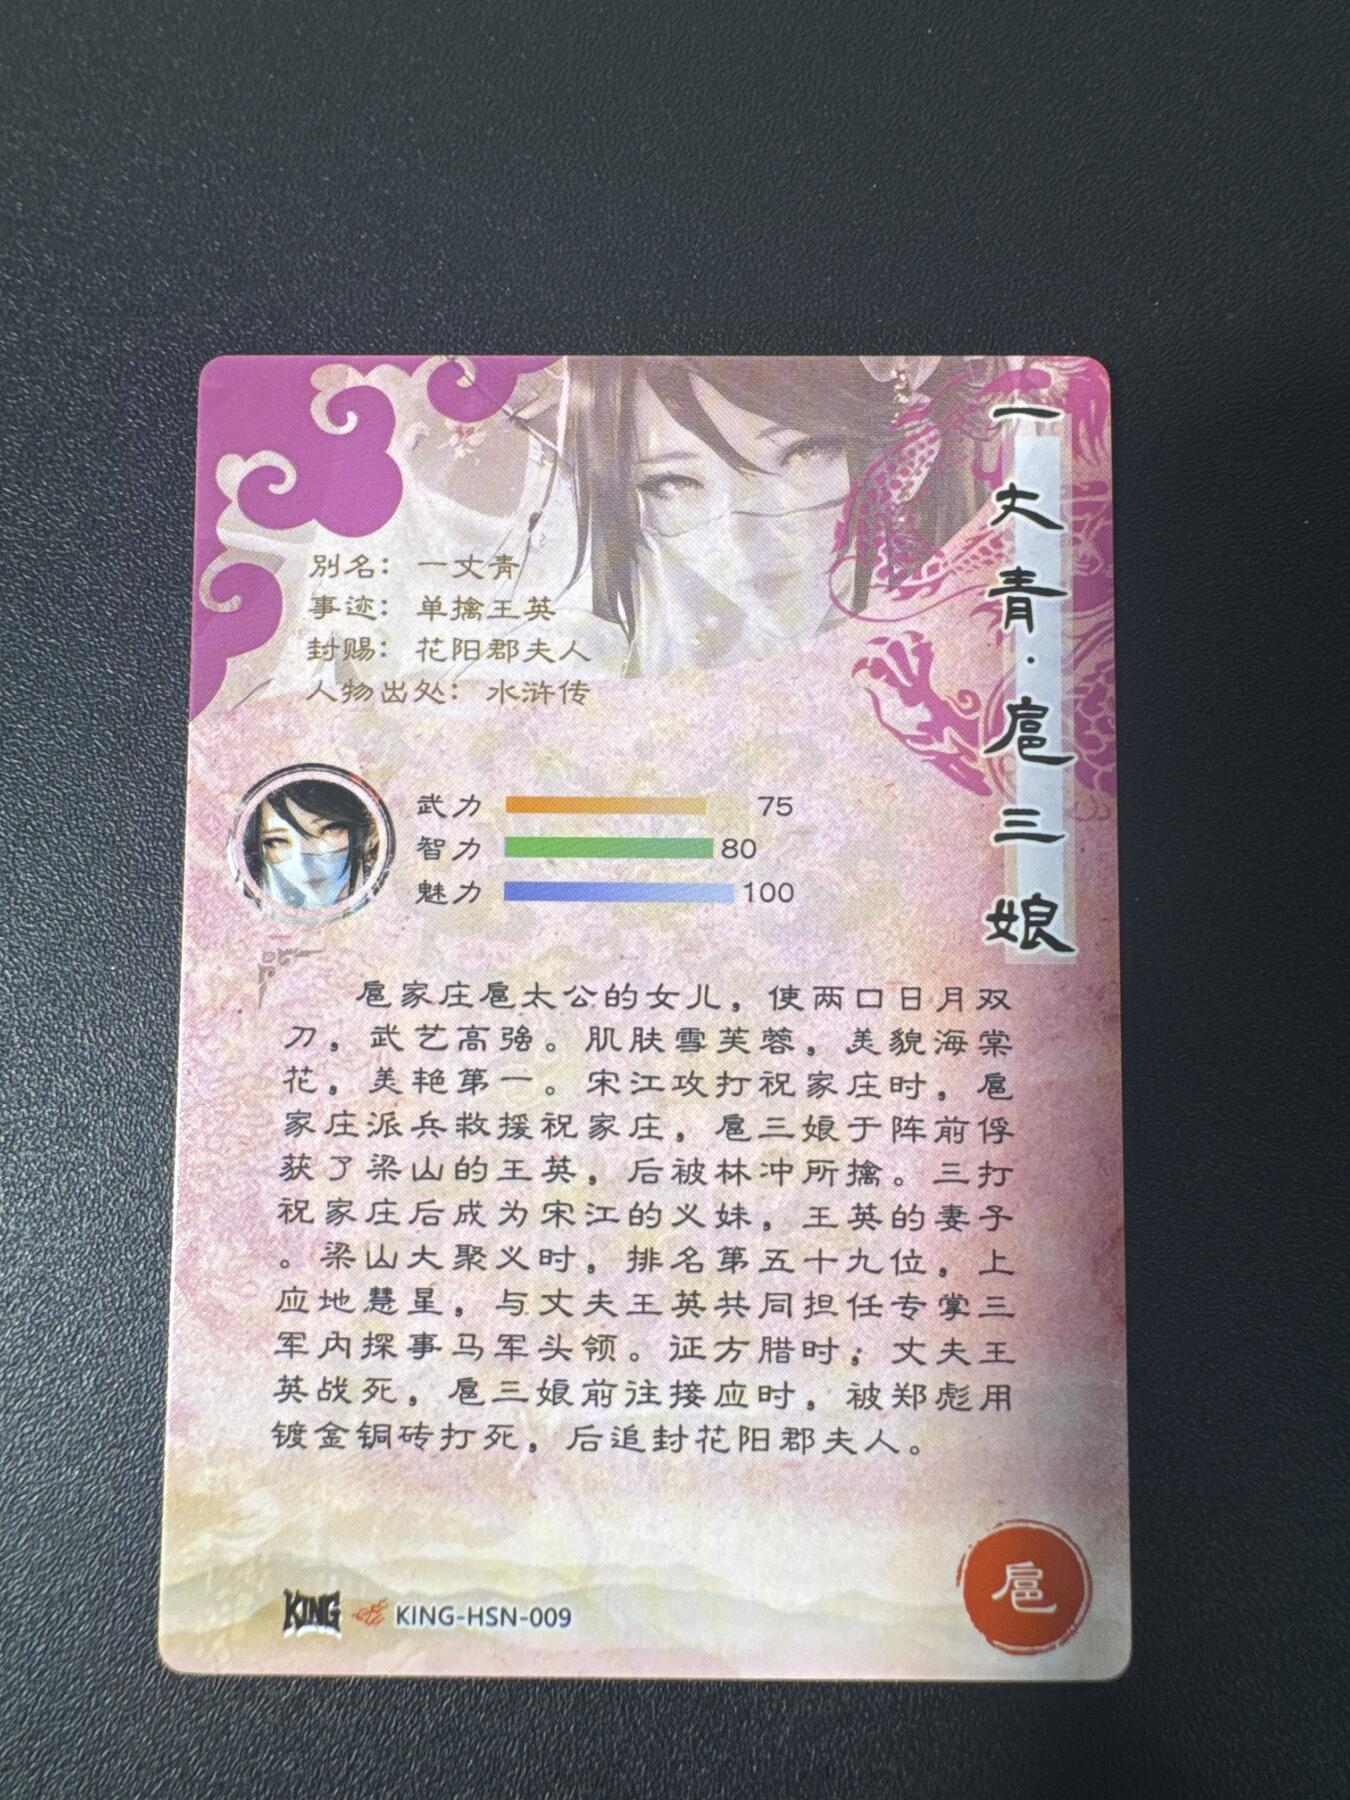 一丈青·扈三娘
别名：一丈青
事迹：单擒王英
封赐：花阳郡夫人
人物出处：水浒传
武力 75
智力 80
魅力 100
扈家庄扈太公的女儿，使两口日月双
刀，武艺高强。肌肤雪芙蓉，美貌海棠
花，美艳第一。宋江攻打祝家庄时，扈
家庄派兵救援祝家庄，扈三娘于阵前俘
获了梁山的王英，后被林冲所擒。三打
祝家庄后成为宋江的义妹，王英的妻子
。梁山大聚义时，排名第五十九位，上
应地慧星，与丈夫王英共同担任专掌三
军内探事马军头领。征方腊时，丈夫王
英战死，扈三娘前往接应时，被郑彪用
镀金铜砖打死，后追封花阳郡夫人。
KING KING-HSN-009
扈